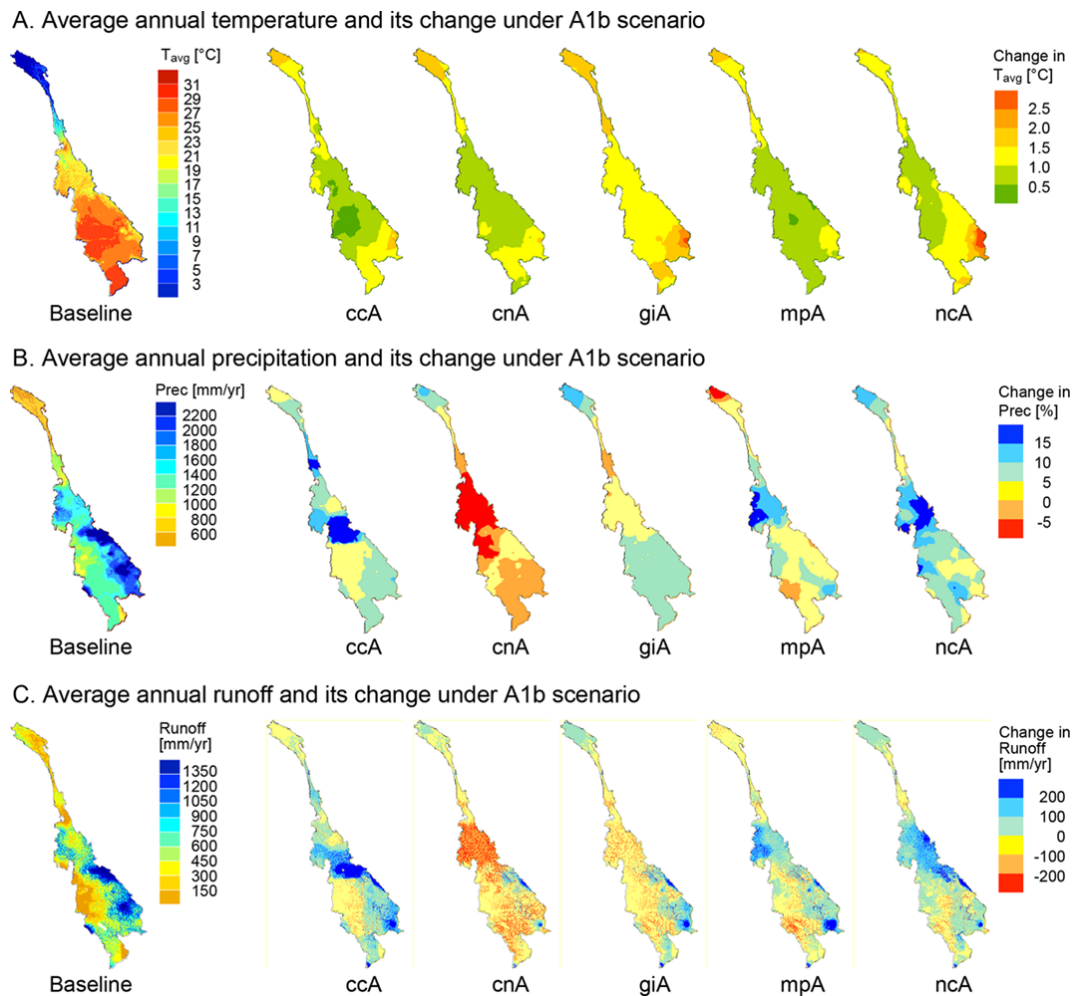 A. Average annual temperature and its change under A1b scenario
Tavg [°C]
31
29
27
25
23
21
19
17
15
13
11
9
7
5
3
Change in
Tavg [°C]
2.5
2.0
1.5
1.0
0.5
Baseline ccA cnA giA mpA ncA
B. Average annual precipitation and its change under A1b scenario
Prec [mm/yr]
2200
2000
1800
1600
1400
1200
1000
800
600
Change in
Prec [%]
15
10
5
0
-5
Baseline ccA cnA giA mpA ncA
C. Average annual runoff and its change under A1b scenario
Runoff
[mm/yr]
1350
1200
1050
900
750
600
450
300
150
Change in
Runoff
[mm/yr]
200
100
0
-100
-200
Baseline ccA cnA giA mpA ncA